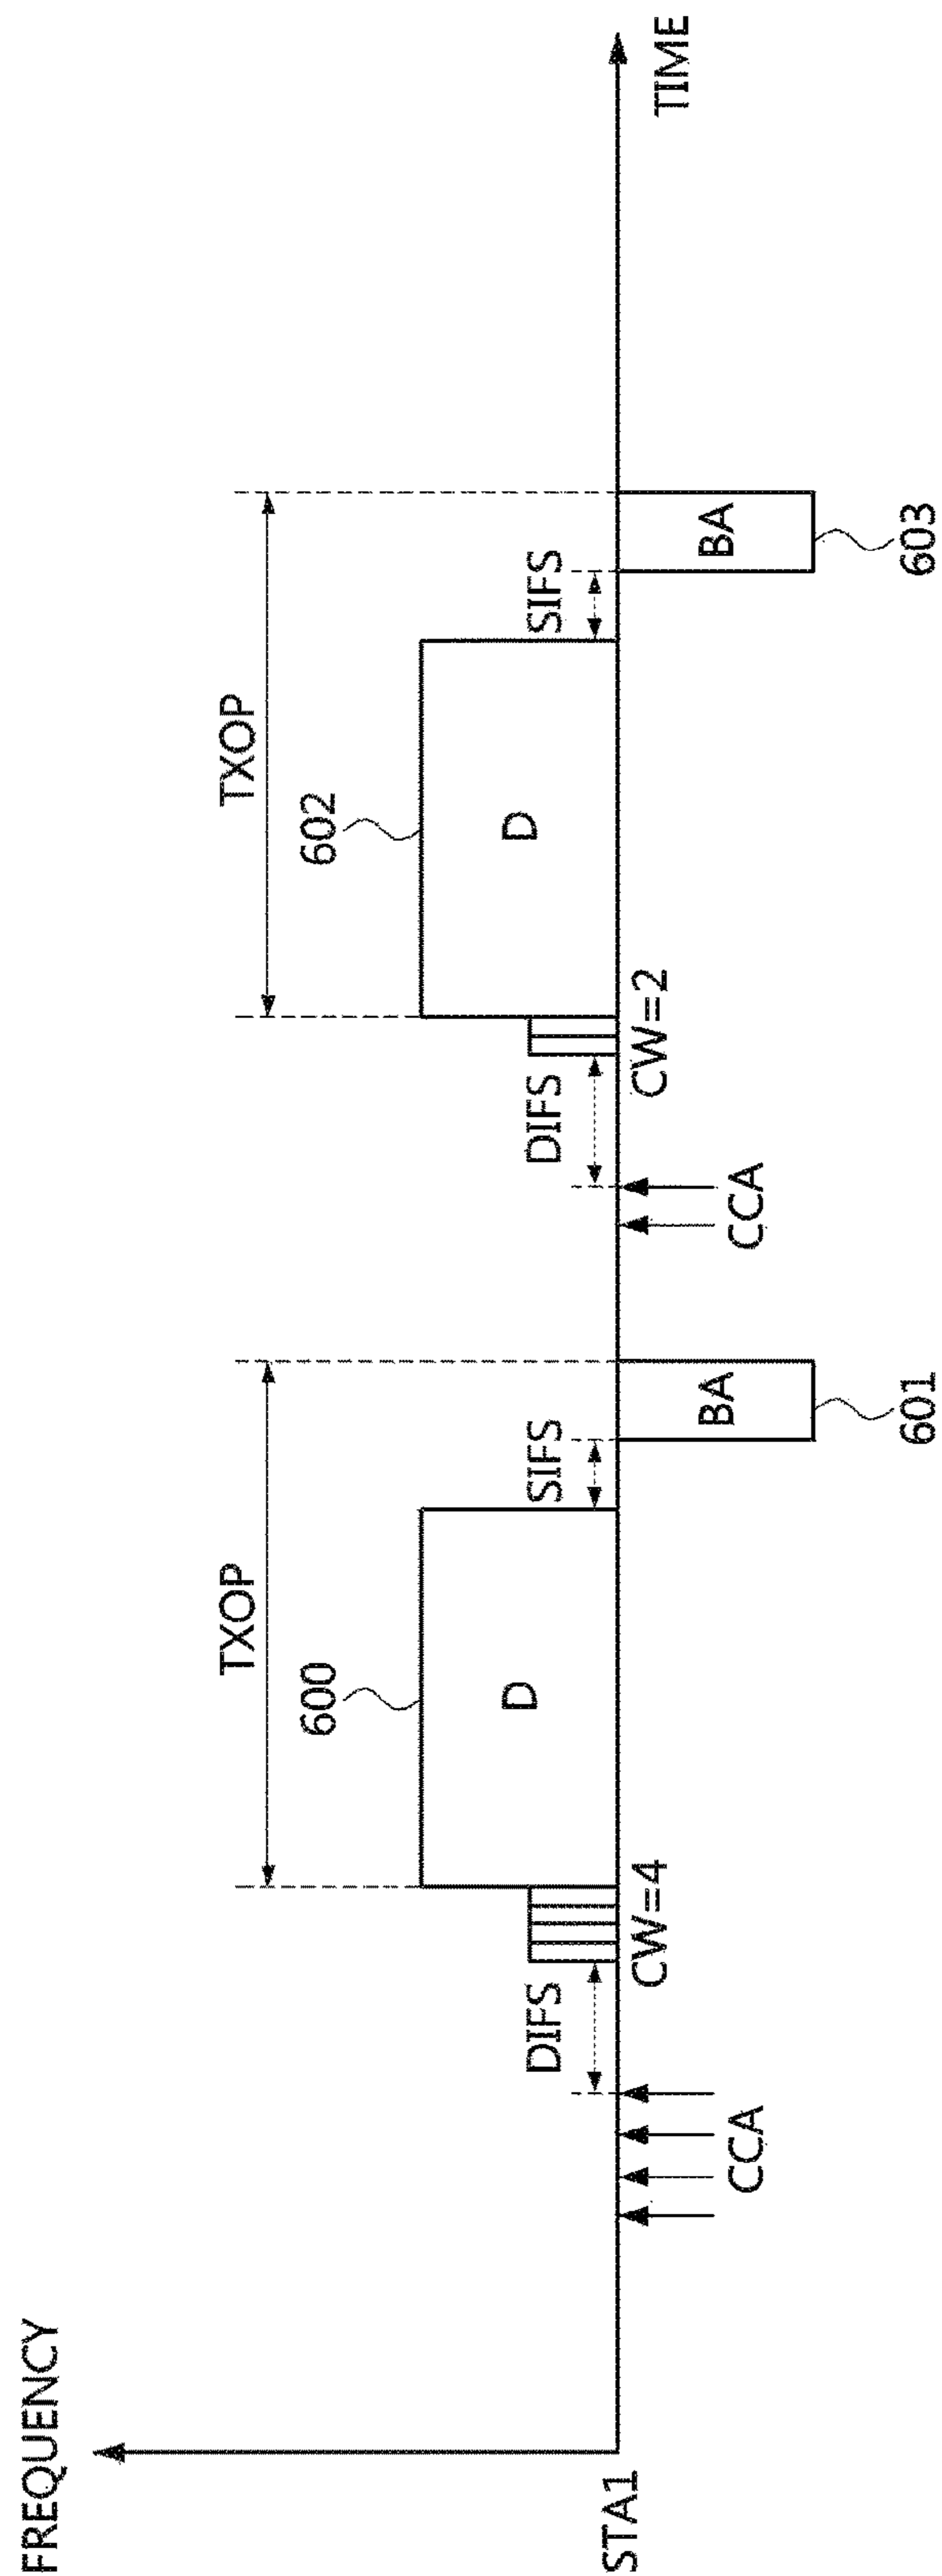 FREQUENCY
TXOP
TXOP
600
602
D
D
DIFS
SIFS
DIFS
SIFS
STA1
CW=4
CW=2
TIME
CCA
BA
CCA
BA
601
603